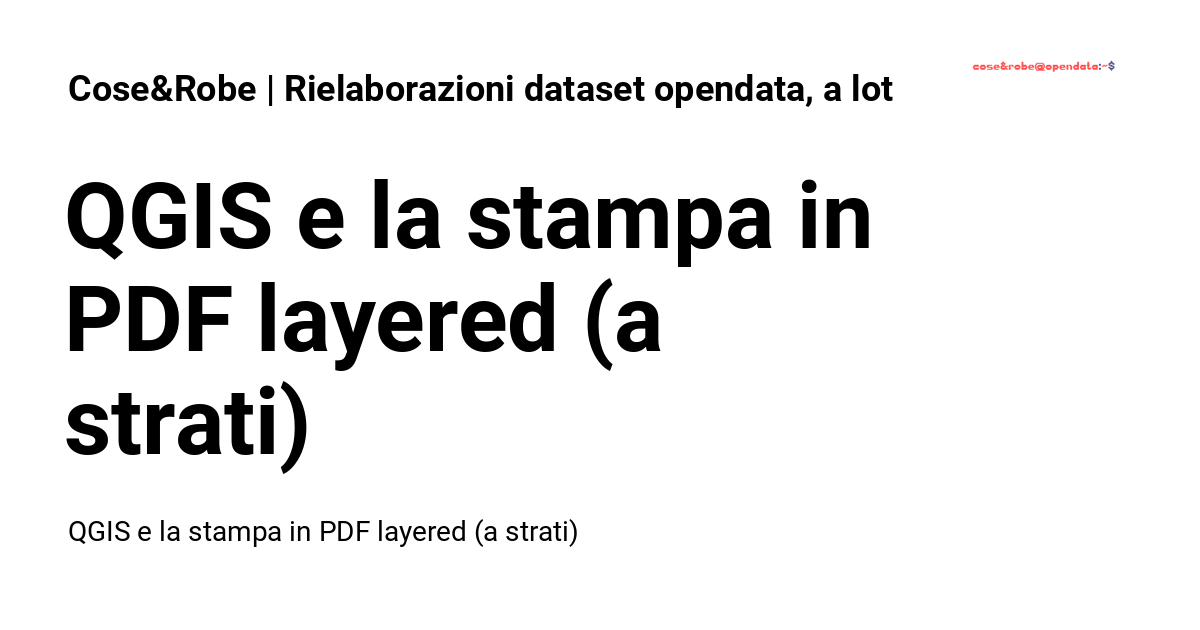 Cose&Robe | Rielaborazioni dataset opendata, a lot
cose&robe@opendata:~$
QGIS e la stampa in
PDF layered (a
strati)
QGIS e la stampa in PDF layered (a strati)